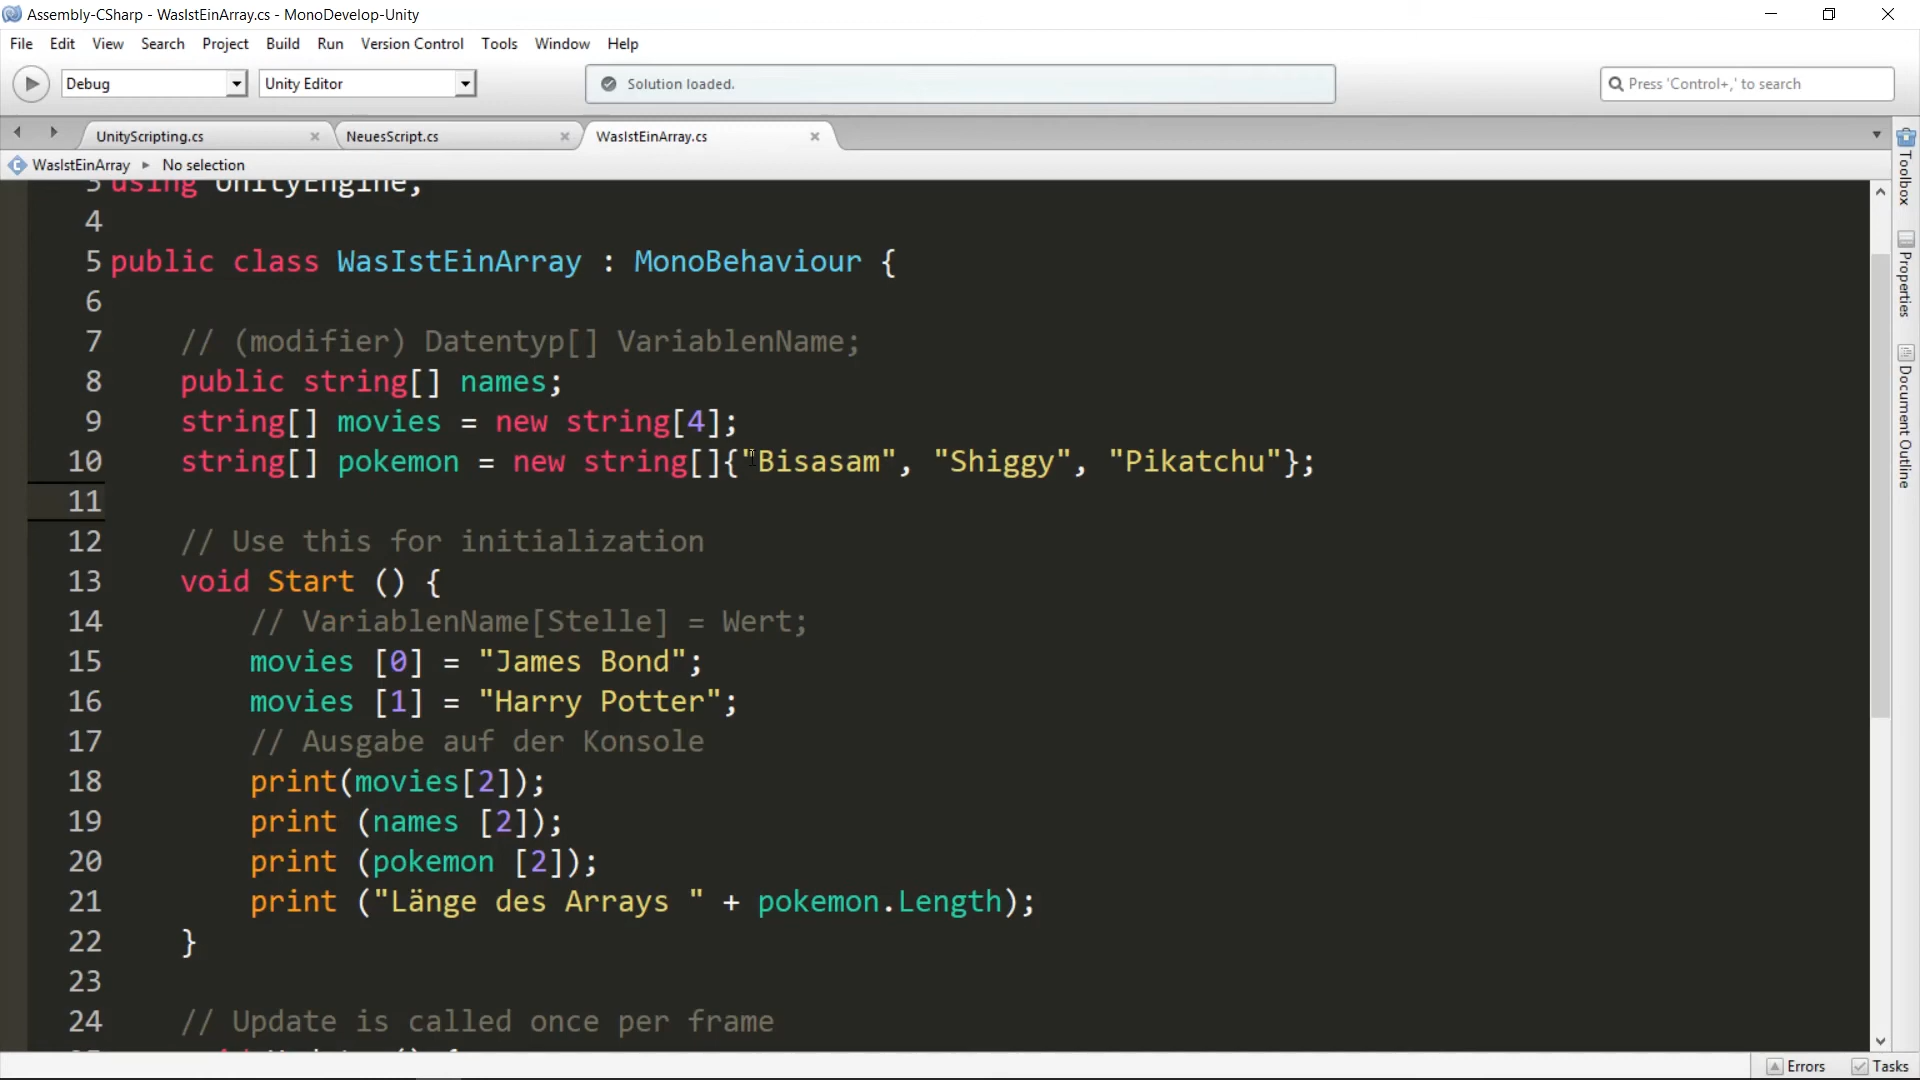 Assembly-CSharp - WasIstEinArray.cs - MonoDevelop-Unity
File Edit View Search Project Build Run Version Control Tools Window Help
Debug Unity Editor Solution loaded. Press 'Control+,' to search
UnityScripting.cs NeuesScript.cs WasIstEinArray.cs
WasIstEinArray No selection
3 using UnityEngine;
4
5 public class WasIstEinArray : MonoBehaviour {
6
7 // (modifier) Datentyp[] VariablenName;
8 public string[] names;
9 string[] movies = new string[4];
10 string[] pokemon = new string[]{"Bisasam", "Shiggy", "Pikatchu"};
11
12 // Use this for initialization
13 void Start () {
14 // VariablenName[Stelle] = Wert;
15 movies [0] = "James Bond";
16 movies [1] = "Harry Potter";
17 // Ausgabe auf der Konsole
18 print(movies[2]);
19 print (names [2]);
20 print (pokemon [2]);
21 print ("Länge des Arrays " + pokemon.Length);
22 }
23
24 // Update is called once per frame
Toolbox
Properties
Document Outline
Errors Tasks